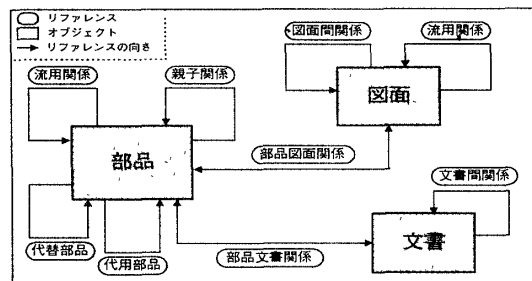 リファレンス
オブジェクト
リファレンスの向き
図面間関係
流用関係
流用関係
親子関係
図面
部品
部品図面関係
文書間関係
代替部品
代用部品
部品文書関係
文書